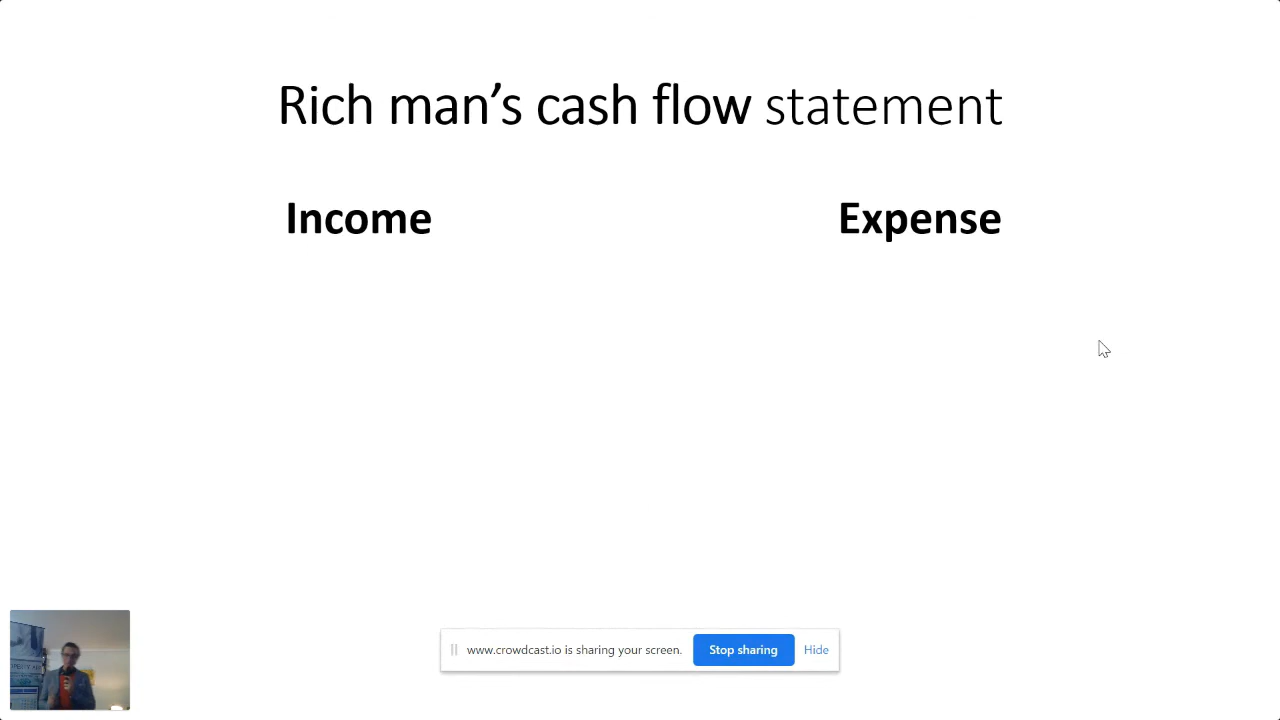 Rich man’s cash flow statement
Income
Expense
www.crowdcast.io is sharing your screen.
Stop sharing
Hide